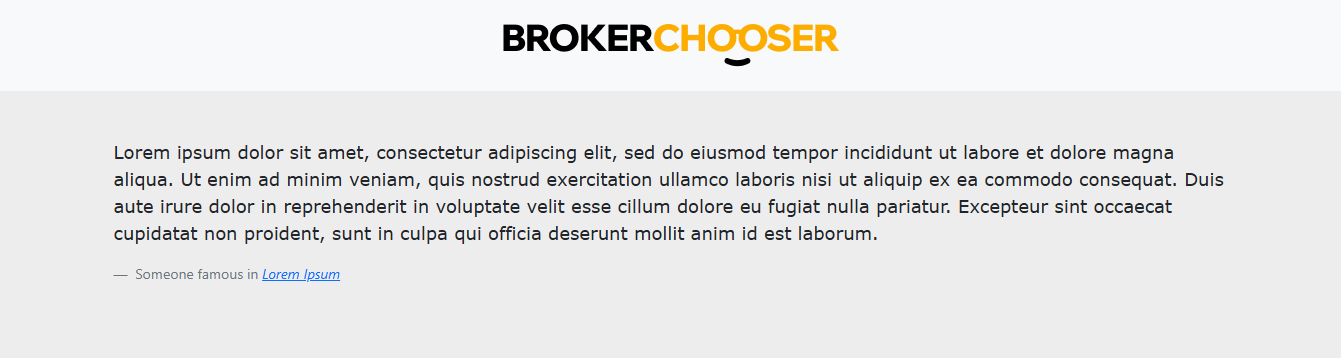 BROKERCHOOSER
Lorem ipsum dolor sit amet, consectetur adipiscing elit, sed do eiusmod tempor incididunt ut labore et dolore magna
aliqua. Ut enim ad minim veniam, quis nostrud exercitation ullamco laboris nisi ut aliquip ex ea commodo consequat. Duis
aute irure dolor in reprehenderit in voluptate velit esse cillum dolore eu fugiat nulla pariatur. Excepteur sint occaecat
cupidatat non proident, sunt in culpa qui officia deserunt mollit anim id est laborum.
— Someone famous in Lorem Ipsum